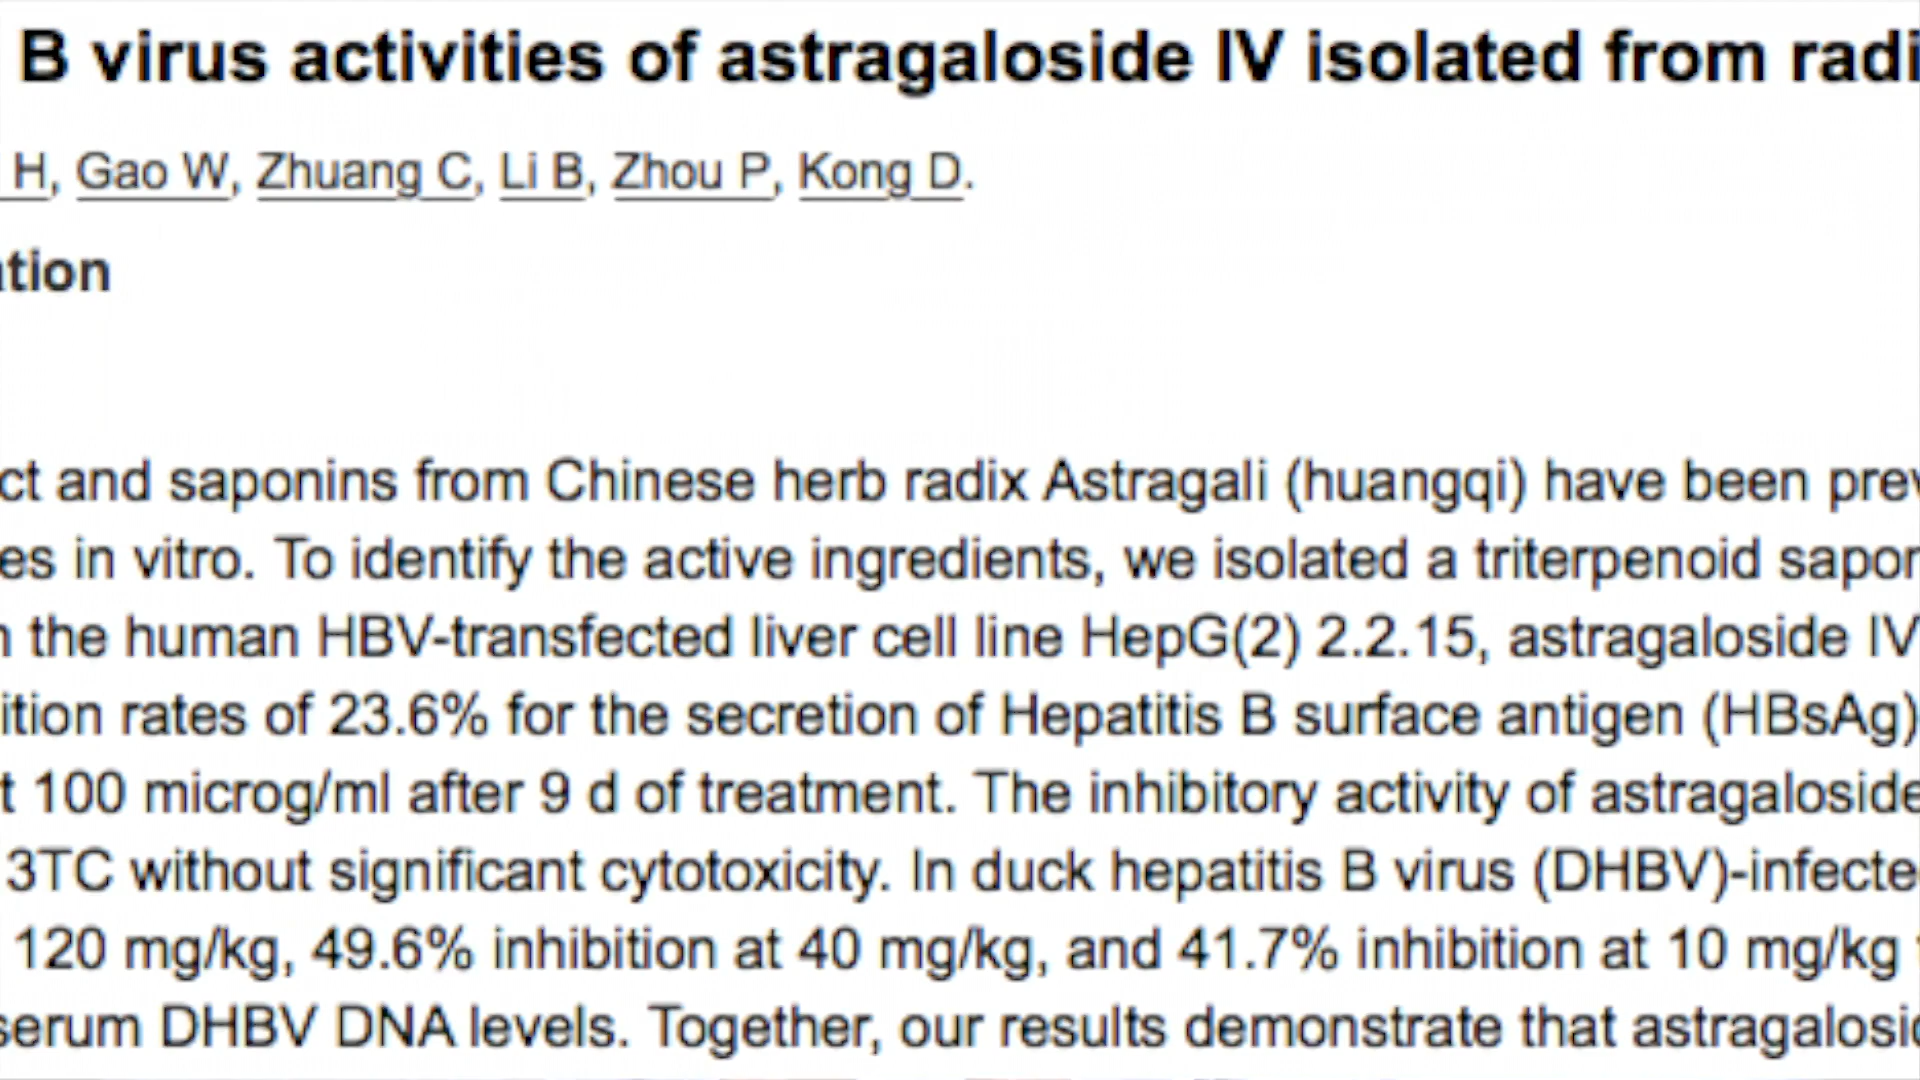 B virus activities of astragaloside IV isolated from radi
H, Gao W, Zhuang C, Li B, Zhou P, Kong D.
tion
ct and saponins from Chinese herb radix Astragali (huangqi) have been prev
es in vitro. To identify the active ingredients, we isolated a triterpenoid sapon
the human HBV-transfected liver cell line HepG(2) 2.2.15, astragaloside IV
ition rates of 23.6% for the secretion of Hepatitis B surface antigen (HBsAg)
t 100 microg/ml after 9 d of treatment. The inhibitory activity of astragaloside
3TC without significant cytotoxicity. In duck hepatitis B virus (DHBV)-infecte
120 mg/kg, 49.6% inhibition at 40 mg/kg, and 41.7% inhibition at 10 mg/kg
serum DHBV DNA levels. Together, our results demonstrate that astragalosid